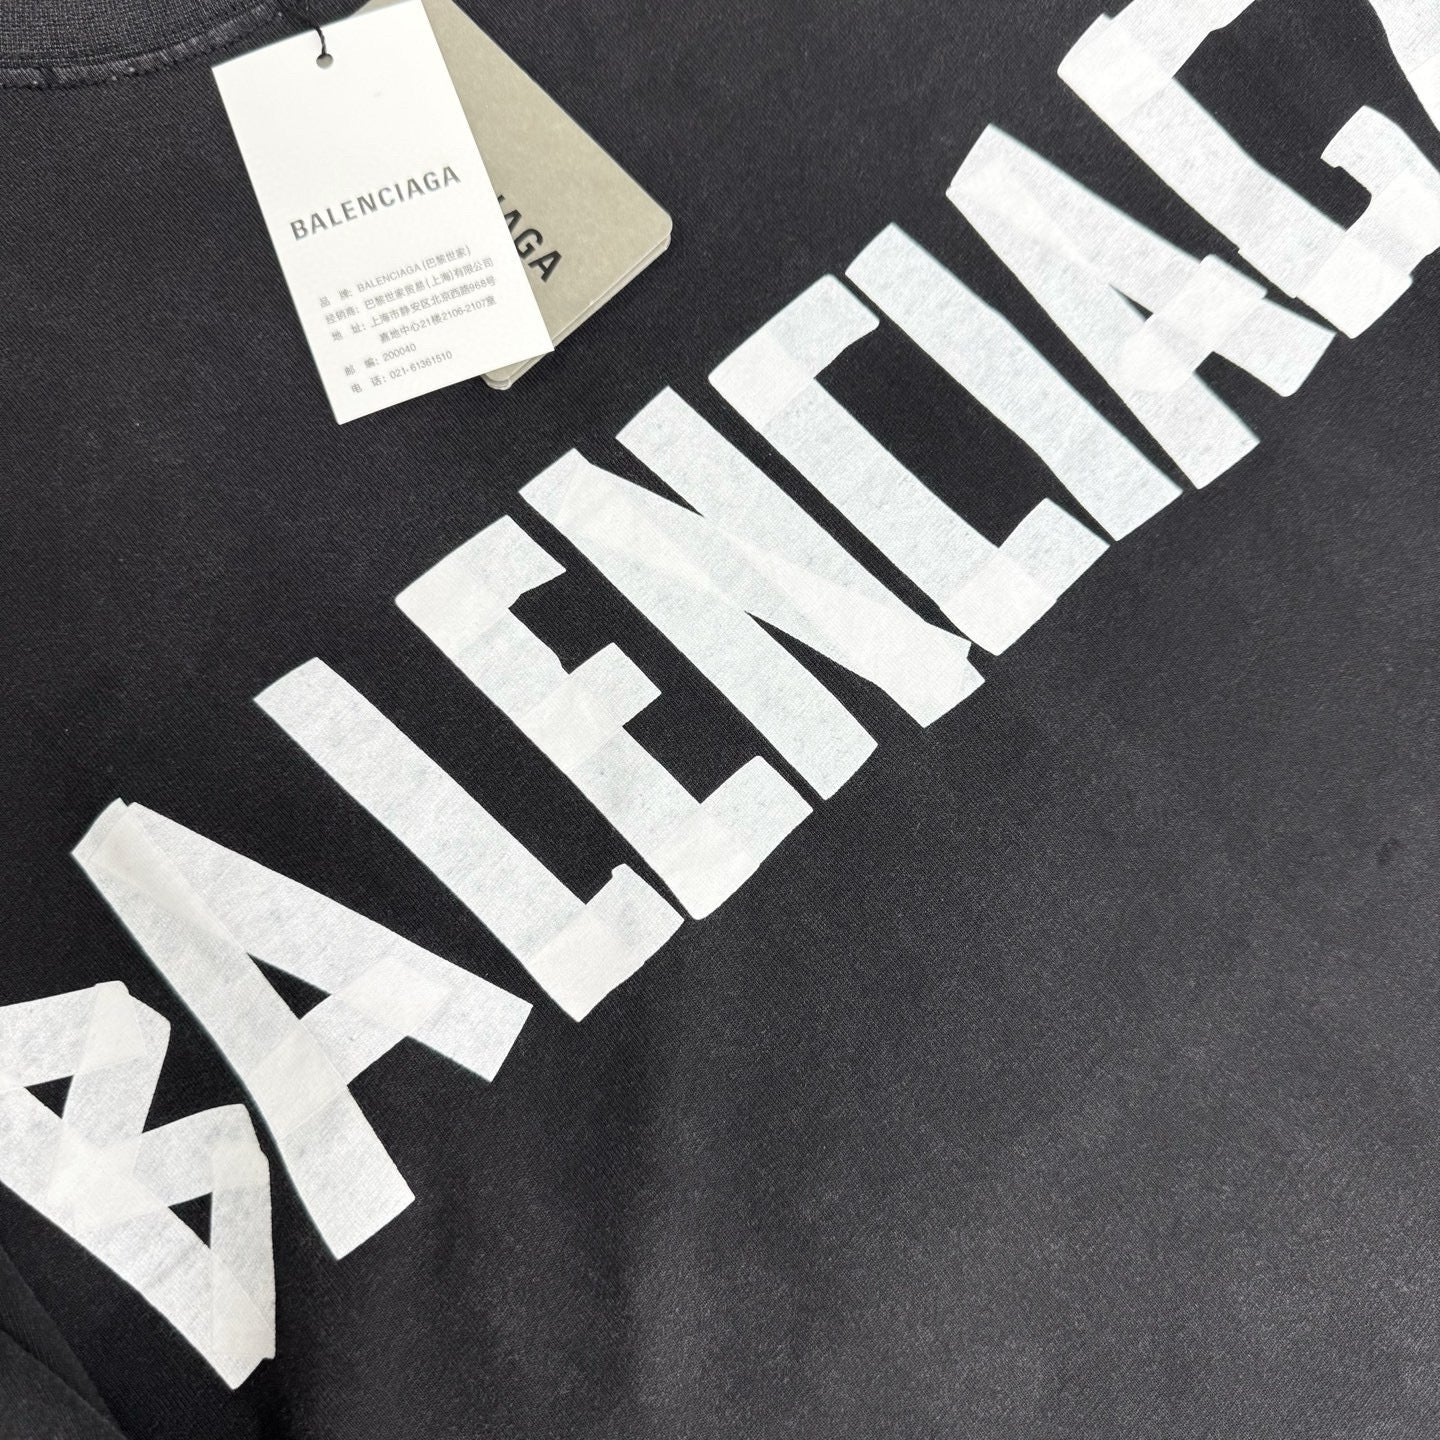 BALENCIAGA
品 牌: BALENCIAGA (巴黎世家)
经销商: 巴黎世家贸易(上海)有限公司
地 址: 上海市静安区北京西路968号
嘉地中心21楼2106-2107室
邮 编: 200040
电 话: 021-61361510
IAGA
BALENCIAGA